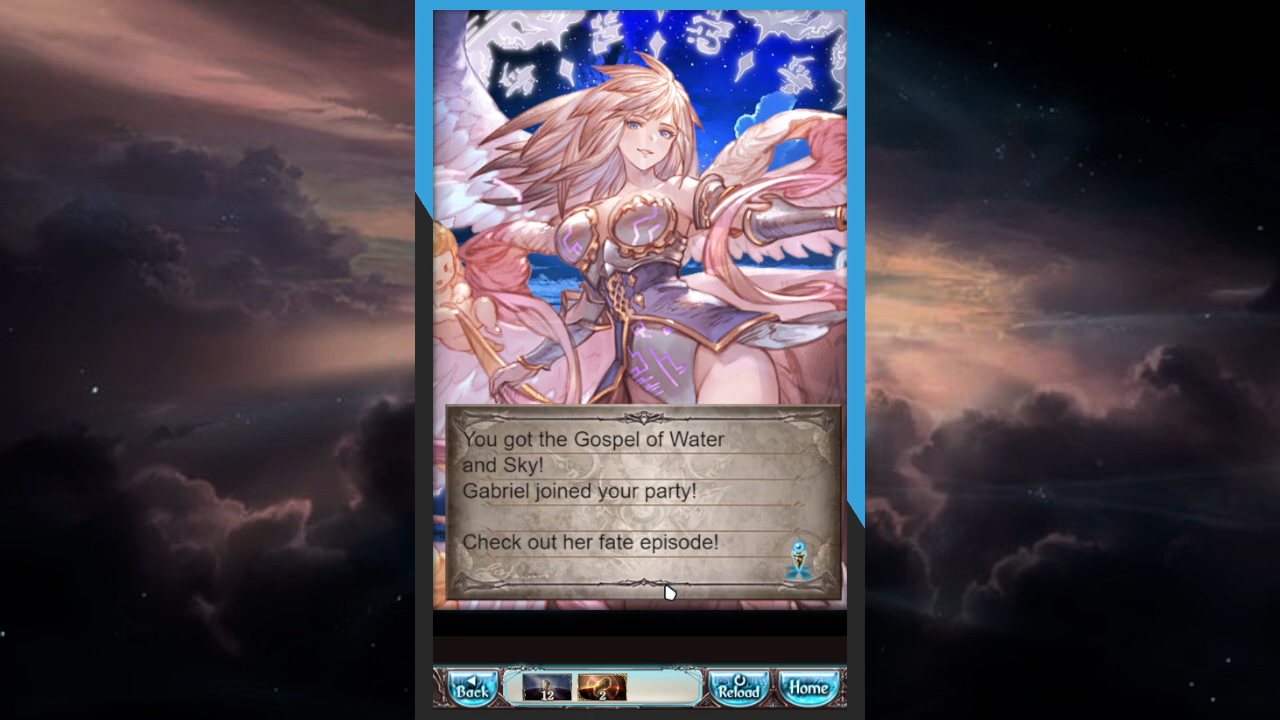 You got the Gospel of Water
and Sky!
Gabriel joined your party!
Check out her fate episode!
Back
12
2
Reload
Home